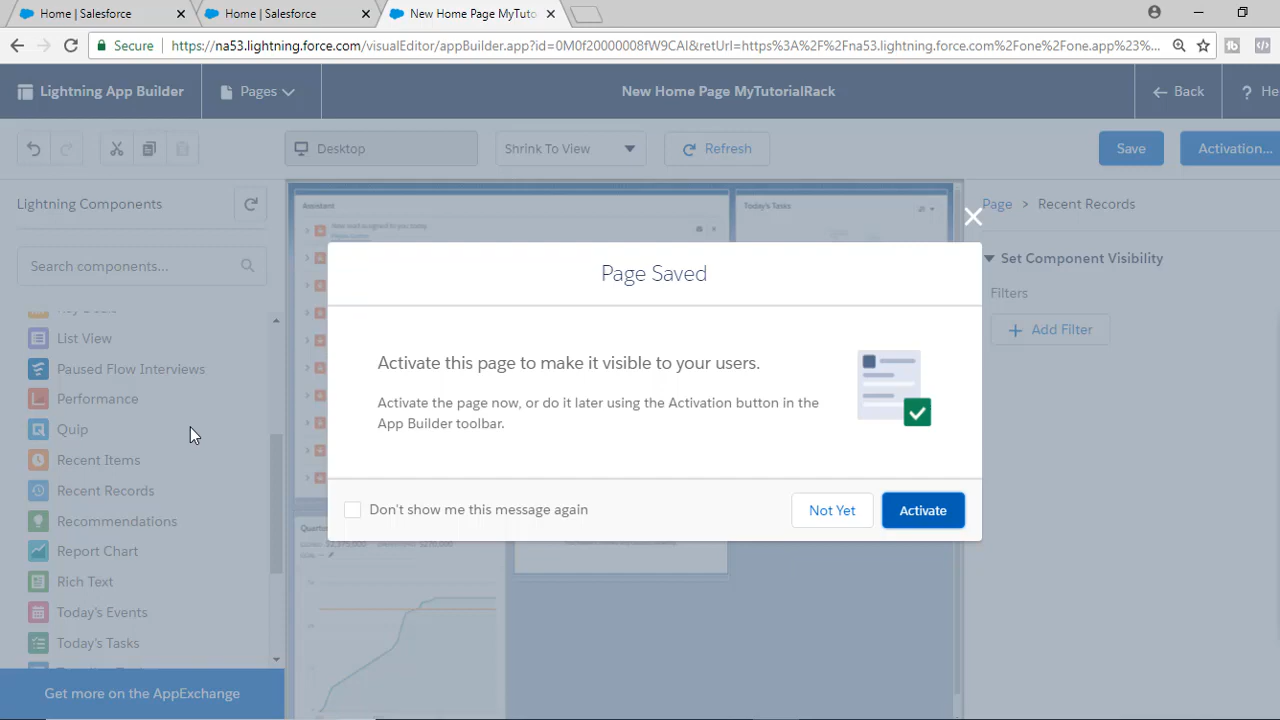 Home | Salesforce
Home | Salesforce
New Home Page MyTuto
Secure
https://na53.lightning.force.com/visualEditor/appBuilder.app?id=0M0f20000008fW9CAI&retUrl=https%3A%2F%2Fna53.lightning.force.com%2Fone%2Fone.app%23%...
Lightning App Builder
Pages
New Home Page MyTutorialRack
Back
? He
Desktop
Shrink To View
Refresh
Save
Activation...
Lightning Components
Assistant
Today's Tasks
Page > Recent Records
Search components...
Page Saved
Set Component Visibility
Filters
Add Filter
List View
Paused Flow Interviews
Performance
Quip
Recent Items
Recent Records
Recommendations
Report Chart
Rich Text
Today's Events
Today's Tasks
Activate this page to make it visible to your users.
Activate the page now, or do it later using the Activation button in the
App Builder toolbar.
Don't show me this message again
Not Yet
Activate
Get more on the AppExchange